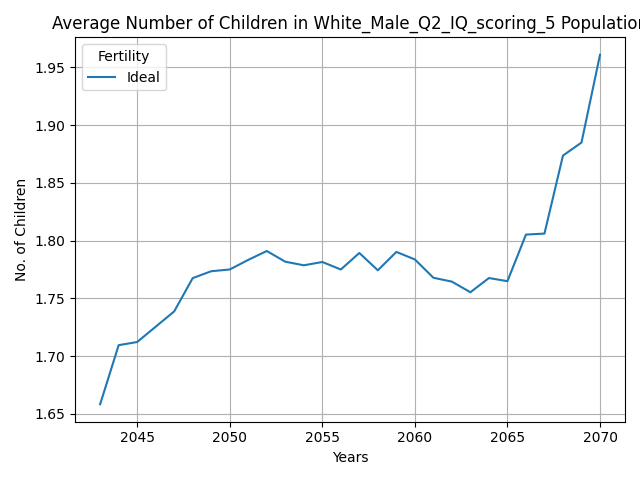 Average Number of Children in White_Male_Q2_IQ_scoring_5 Population
Fertility
Ideal
No. of Children
1.95
1.90
1.85
1.80
1.75
1.70
1.65
2045 2050 2055 2060 2065 2070
Years